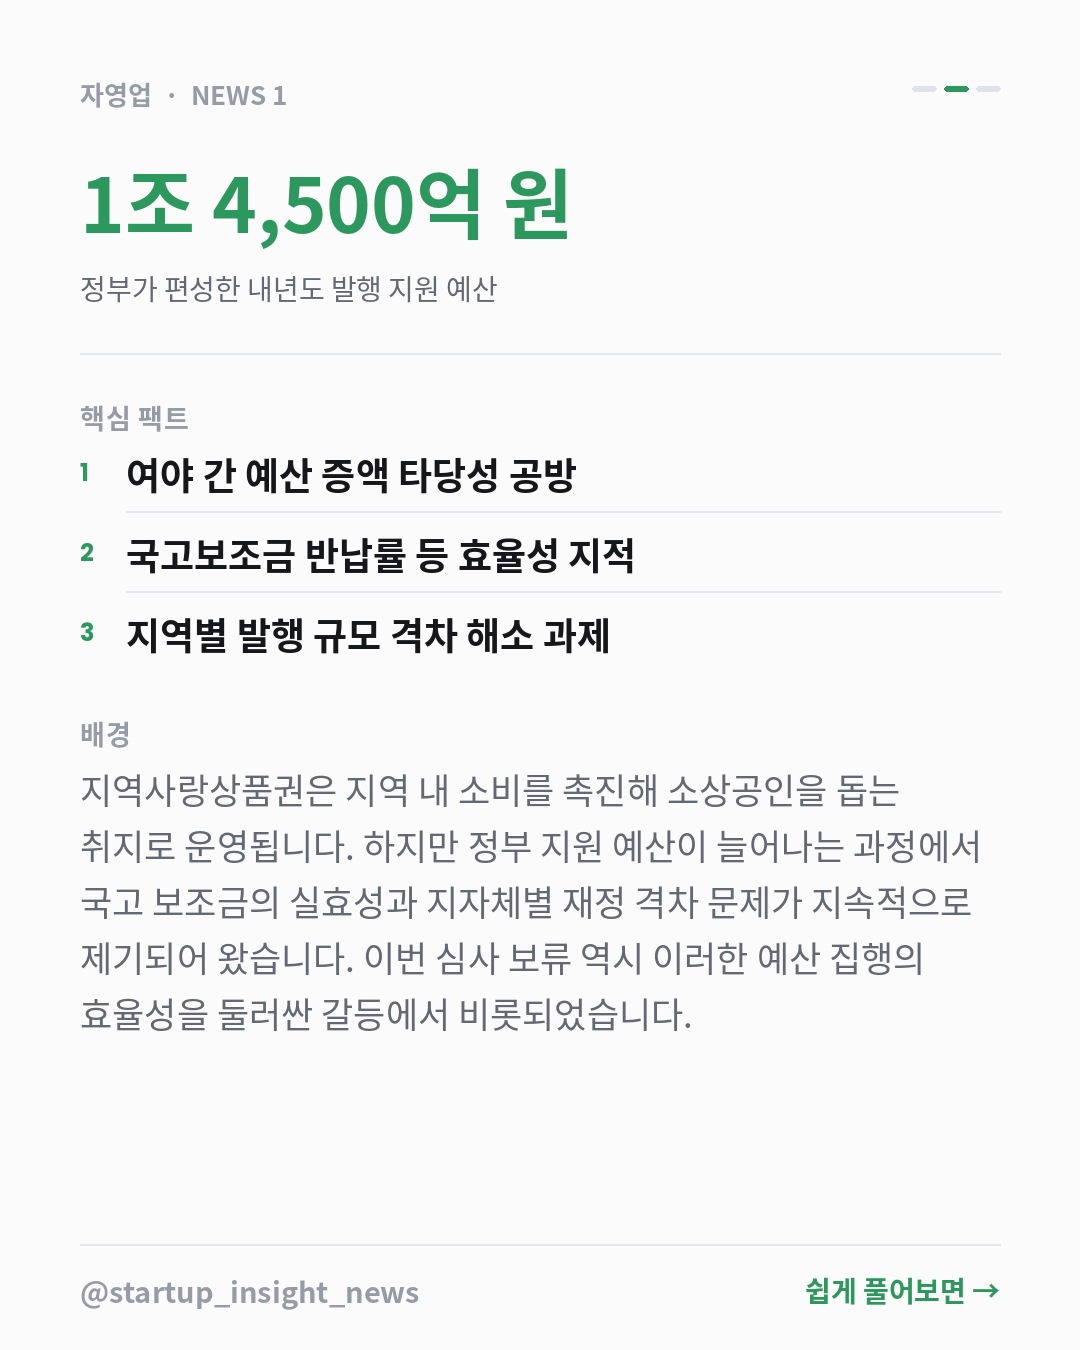 자영업 · NEWS 1
1조 4,500억 원
정부가 편성한 내년도 발행 지원 예산
핵심 팩트
1 여야 간 예산 증액 타당성 공방
2 국고보조금 반납률 등 효율성 지적
3 지역별 발행 규모 격차 해소 과제
배경
지역사랑상품권은 지역 내 소비를 촉진해 소상공인을 돕는
취지로 운영됩니다. 하지만 정부 지원 예산이 늘어나는 과정에서
국고 보조금의 실효성과 지자체별 재정 격차 문제가 지속적으로
제기되어 왔습니다. 이번 심사 보류 역시 이러한 예산 집행의
효율성을 둘러싼 갈등에서 비롯되었습니다.
@startup_insight_news
쉽게 풀어보면 →